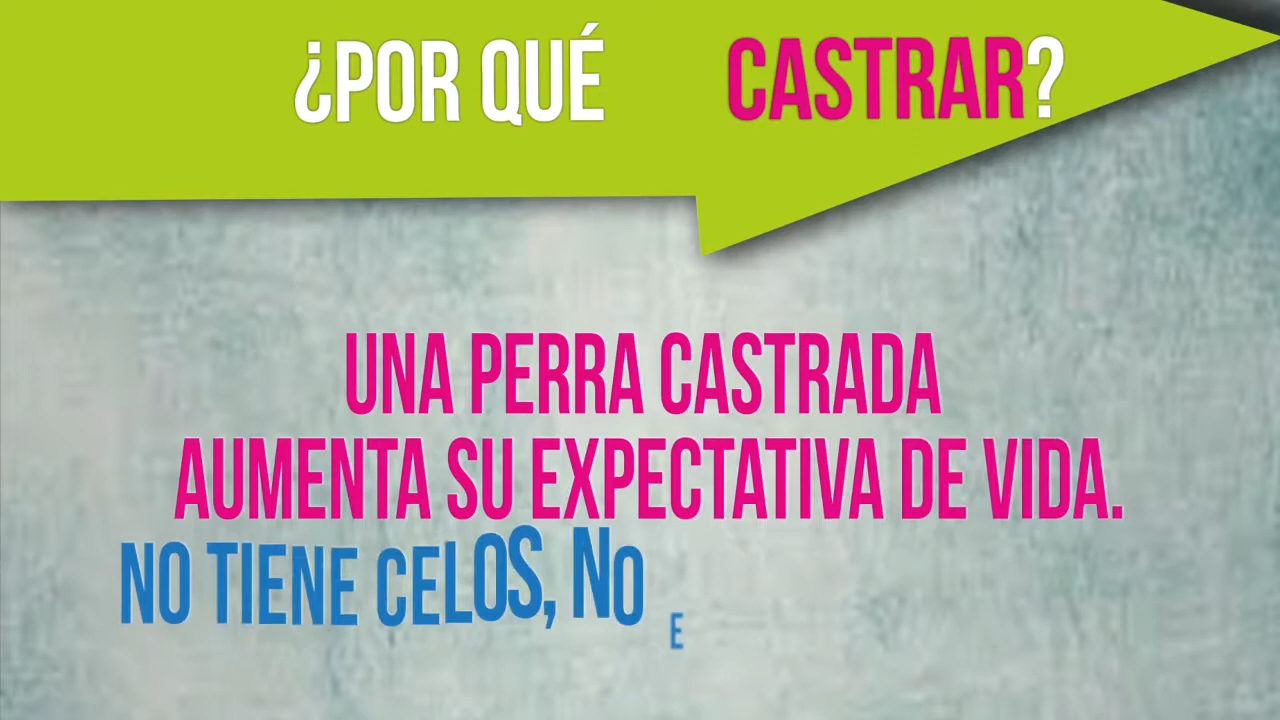 ¿POR QUÉ CASTRAR?
UNA PERRA CASTRADA
AUMENTA SU EXPECTATIVA DE VIDA.
NO TIENE CELOS, NO E